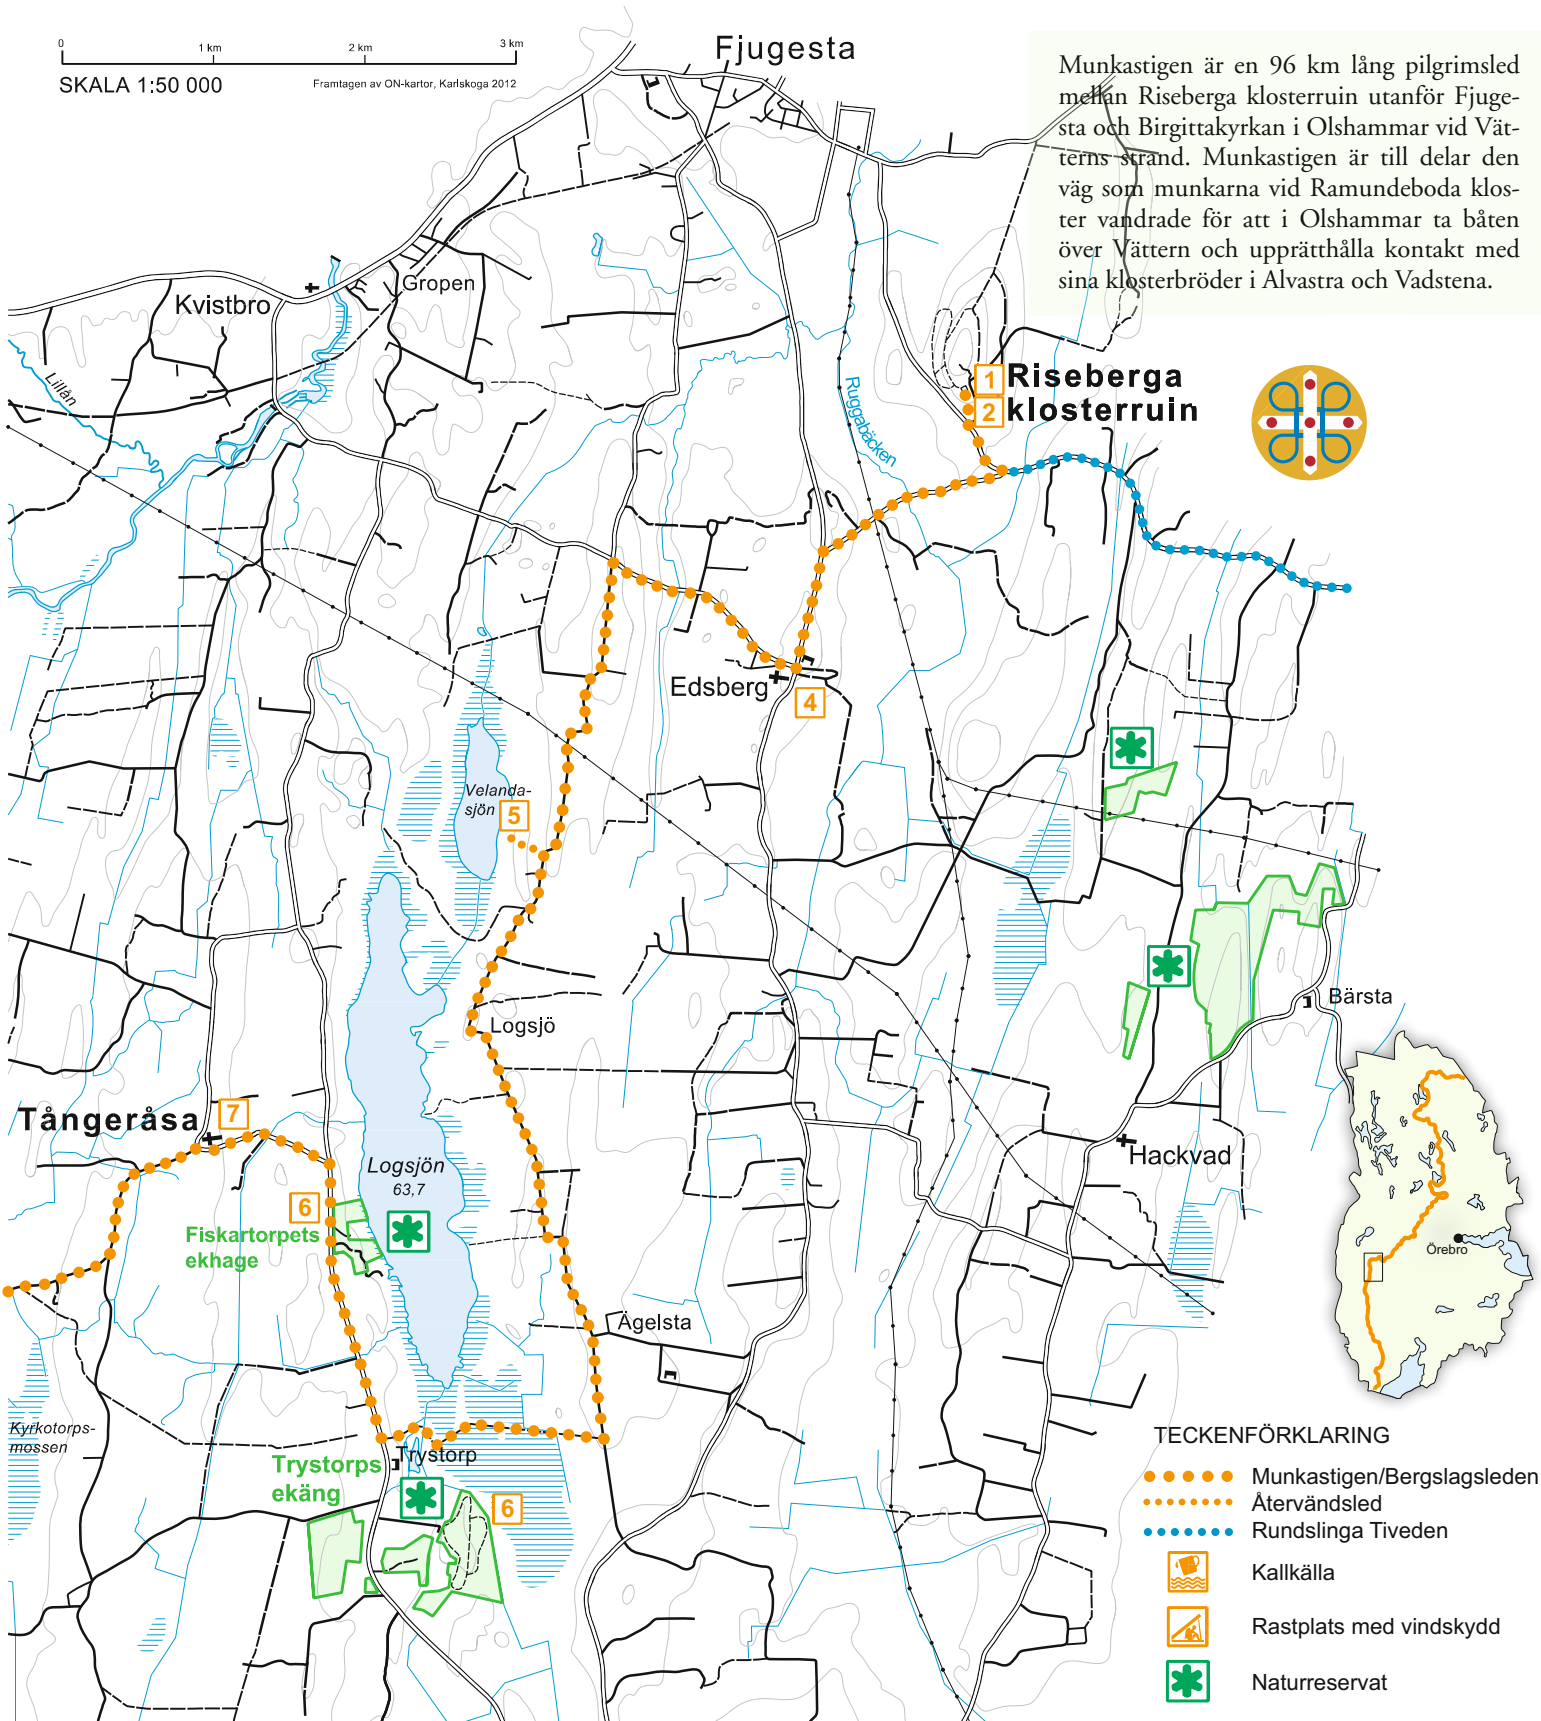 0
1 km
2 km
3 km
SKALA 1:50 000
Framtagen av ON-kartor, Karlskoga 2012
Fjugesta
Munkastigen är en 96 km lång pilgrimsled
mellan Riseberga klosterruin utanför Fjuge-
sta och Birgittakyrkan i Olshammar vid Vät-
terns strand. Munkastigen är till delar den
väg som munkarna vid Ramundeboda klos-
ter vandrade för att i Olshammar ta båten
över Vättern och upprätthålla kontakt med
sina klosterbröder i Alvastra och Vadstena.
Gropen
Kvistbro
Lillån
Ruggabäcken
1
2
Riseberga
klosterruin
Edsberg
4
Velanda-
sjön
5
Bärsta
Logsjö
Tångeråsa
7
Hackvad
Logsjön
63,7
6
Fiskartorpets
ekhage
Örebro
Ägelsta
Kyrkotorps-
mossen
Trystorp
Trystorps
ekäng
6
TECKENFÖRKLARING
Munkastigen/Bergslagsleden
Återvändsled
Rundslinga Tiveden
Kallkälla
Rastplats med vindskydd
Naturreservat